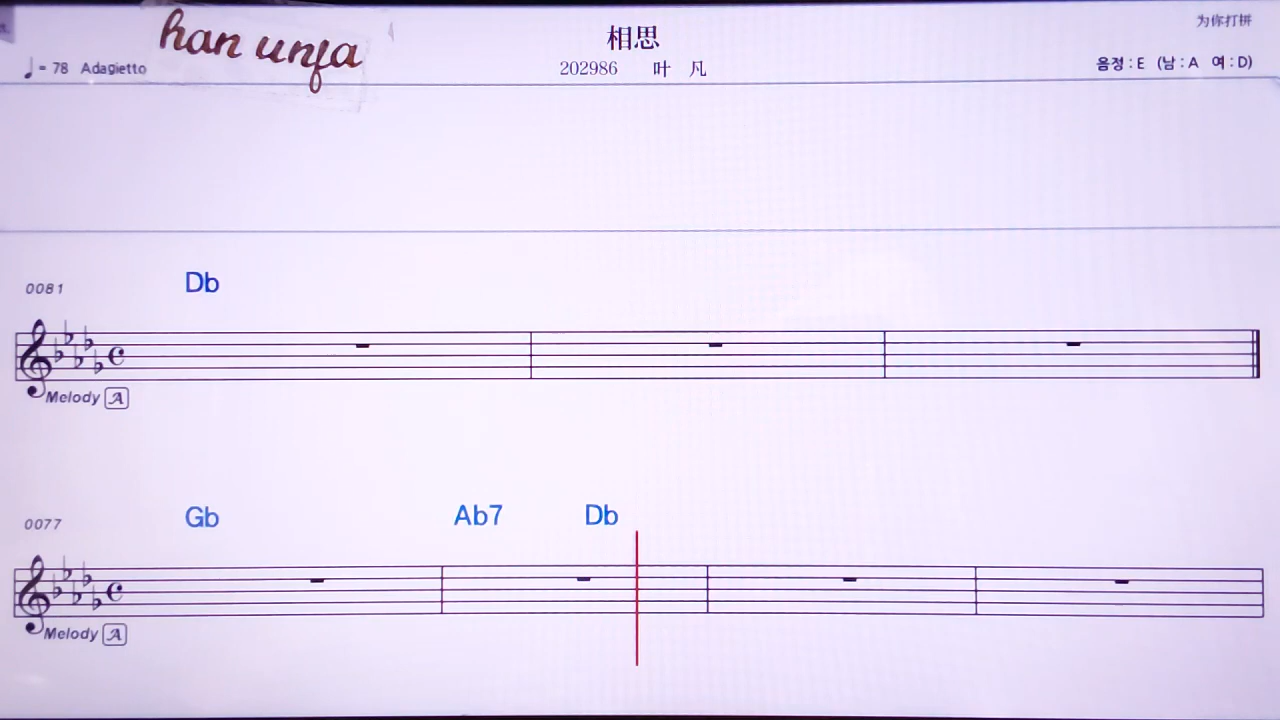 han unfa
相思
为你打拼
♩= 78 Adagietto
202986 叶 凡
음정 : E (남 : A 여 : D)
0081
Db
Melody A
0077
Gb Ab7 Db
Melody A